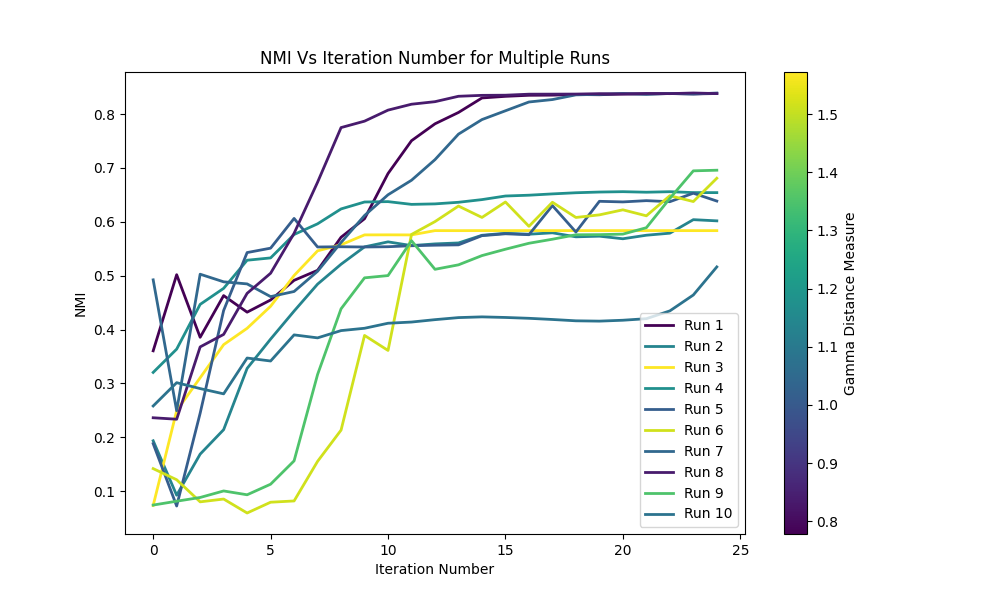 NMI Vs Iteration Number for Multiple Runs
NMI
0.8
0.7
0.6
0.5
0.4
0.3
0.2
0.1
0
5
10
15
20
25
Iteration Number
Run 1
Run 2
Run 3
Run 4
Run 5
Run 6
Run 7
Run 8
Run 9
Run 10
1.5
1.4
1.3
1.2
1.1
1.0
0.9
0.8
Gamma Distance Measure